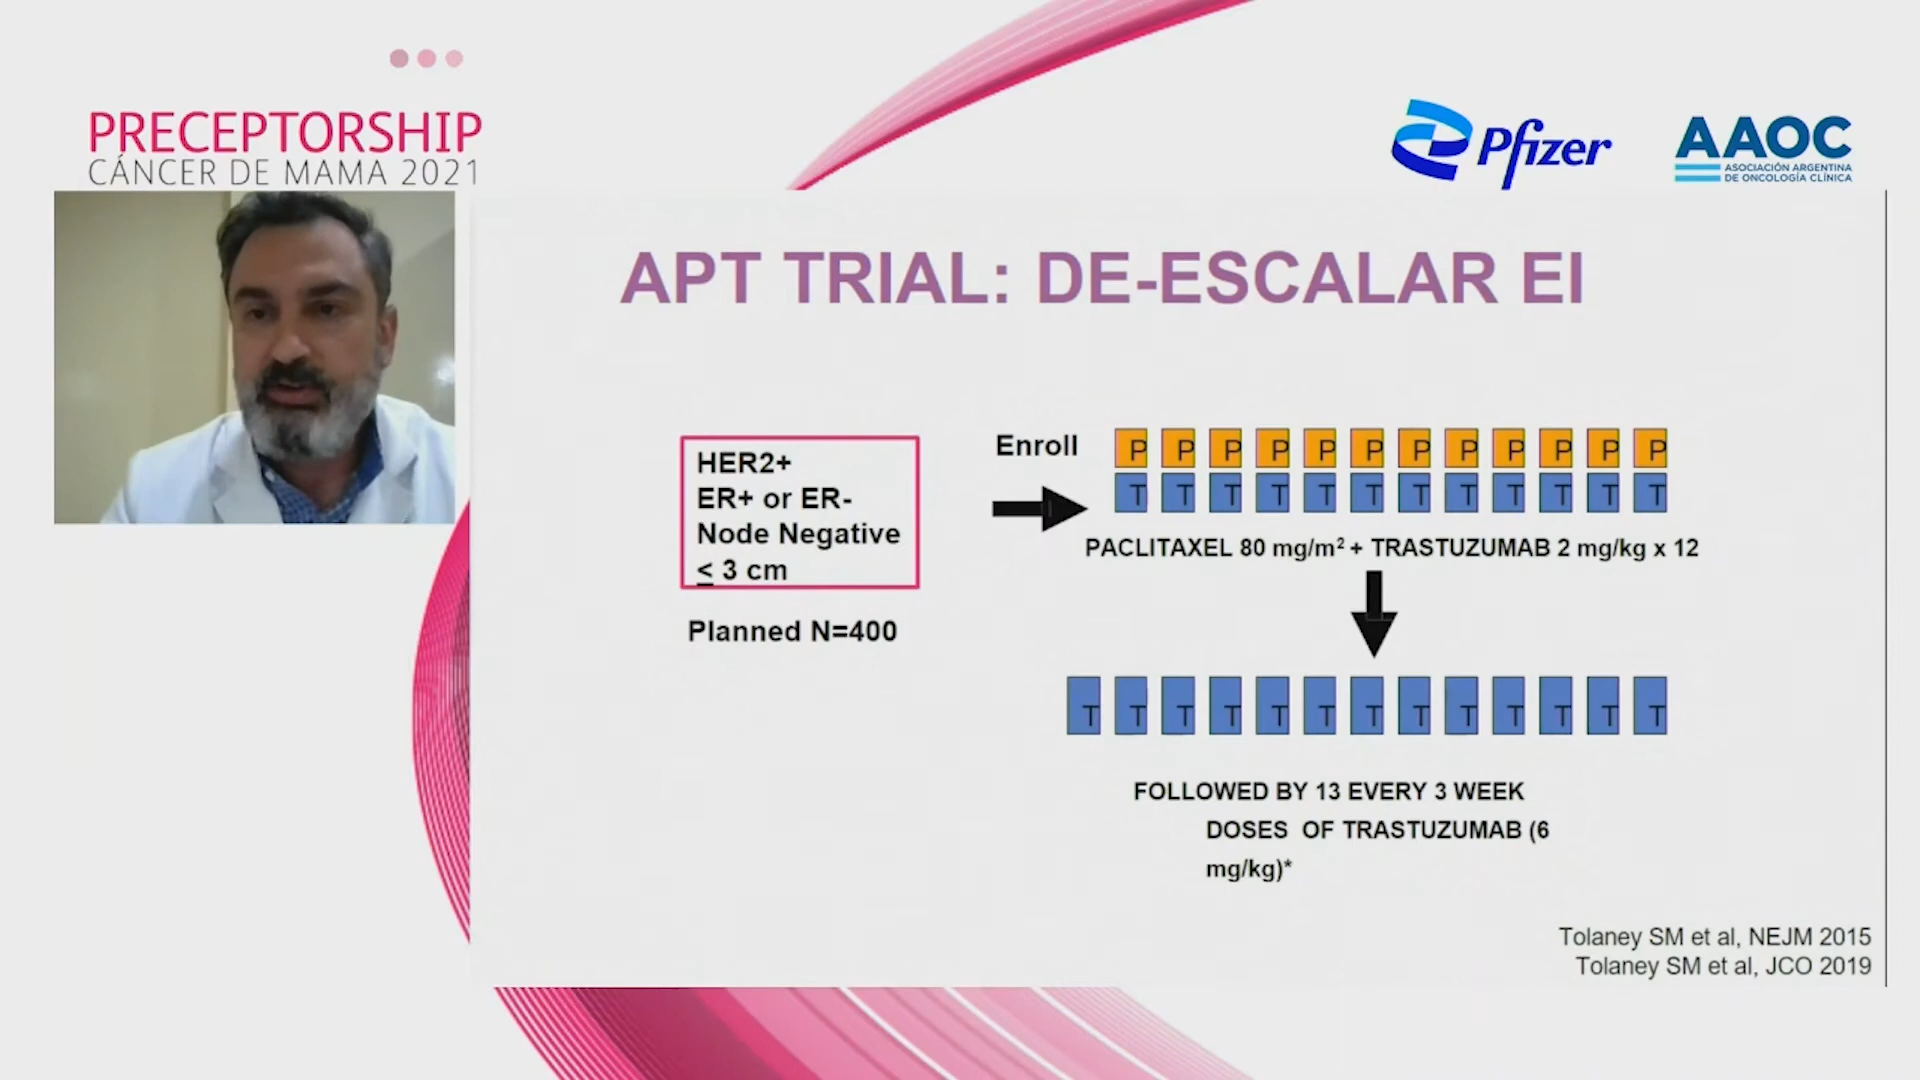 PRECEPTORSHIP
CÁNCER DE MAMA 2021
Pfizer
AAOC
ASOCIACIÓN ARGENTINA
DE ONCOLOGÍA CLÍNICA
APT TRIAL: DE-ESCALAR EI
HER2+
ER+ or ER-
Node Negative
≤ 3 cm
Planned N=400
Enroll
P P P P P P P P P P P P
T T T T T T T T T T T T
PACLITAXEL 80 mg/m² + TRASTUZUMAB 2 mg/kg x 12
T T T T T T T T T T T T T
FOLLOWED BY 13 EVERY 3 WEEK
DOSES OF TRASTUZUMAB (6
mg/kg)*
Tolaney SM et al, NEJM 2015
Tolaney SM et al, JCO 2019